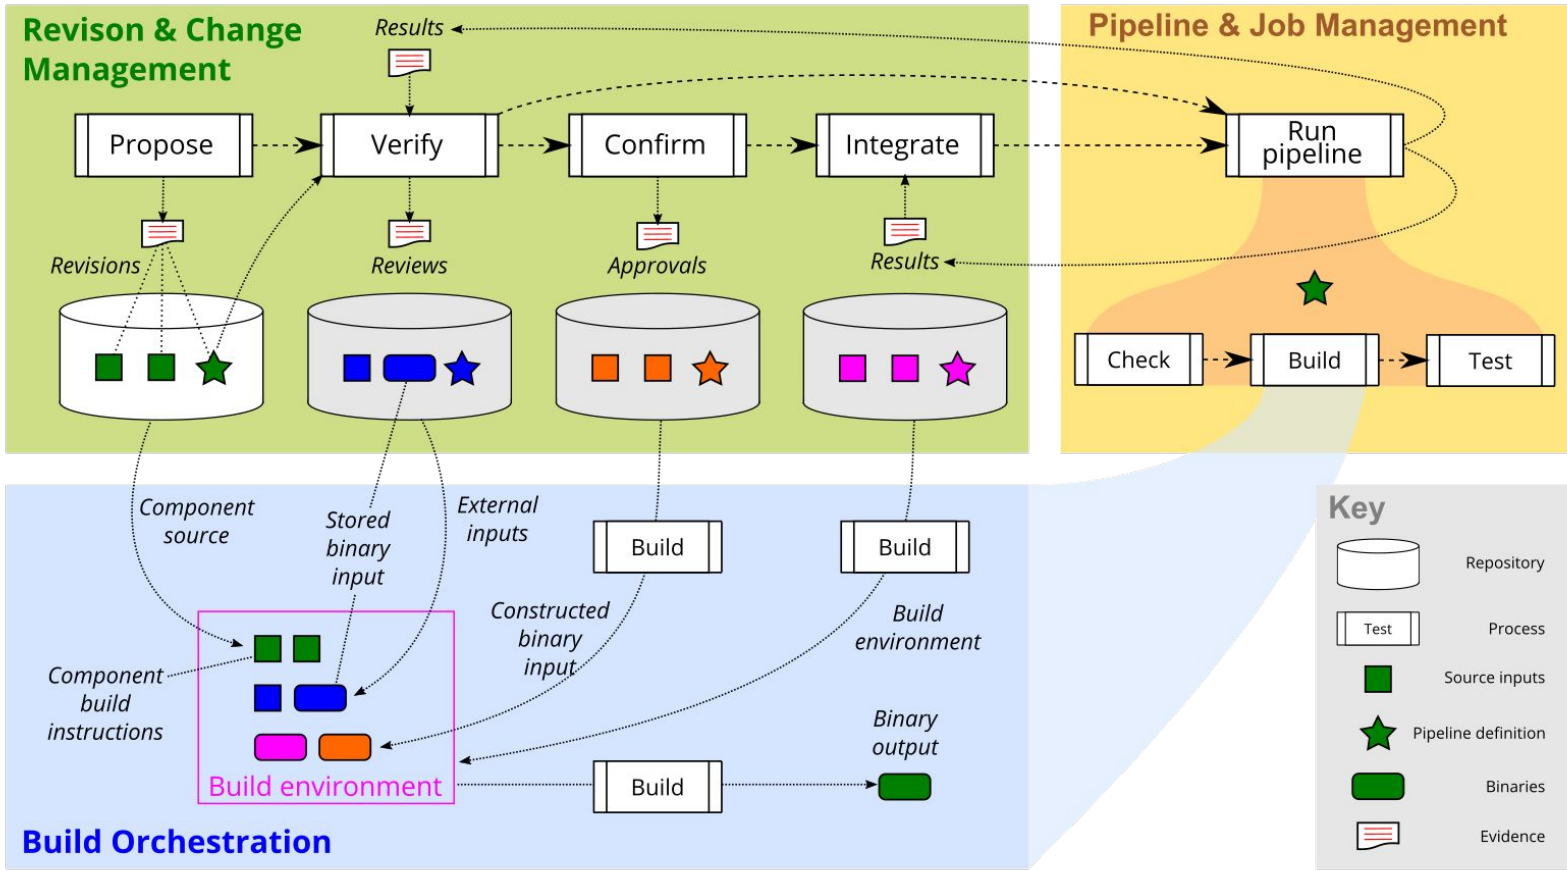 Revison & Change
Management
Results
Propose
Verify
Confirm
Integrate
Revisions
Reviews
Approvals
Results
Pipeline & Job Management
Run
pipeline
Check
Build
Test
Component
source
Stored
binary
input
External
inputs
Build
Build
Constructed
binary
input
Build
environment
Component
build
instructions
Build environment
Build
Binary
output
Build Orchestration
Key
Repository
Test
Process
Source inputs
Pipeline definition
Binaries
Evidence